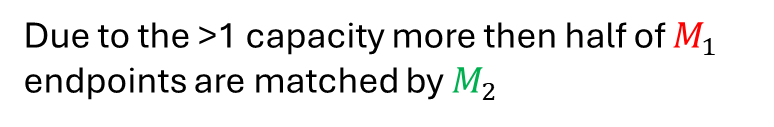 Due to the >1 capacity more then half of M₁
endpoints are matched by M₂